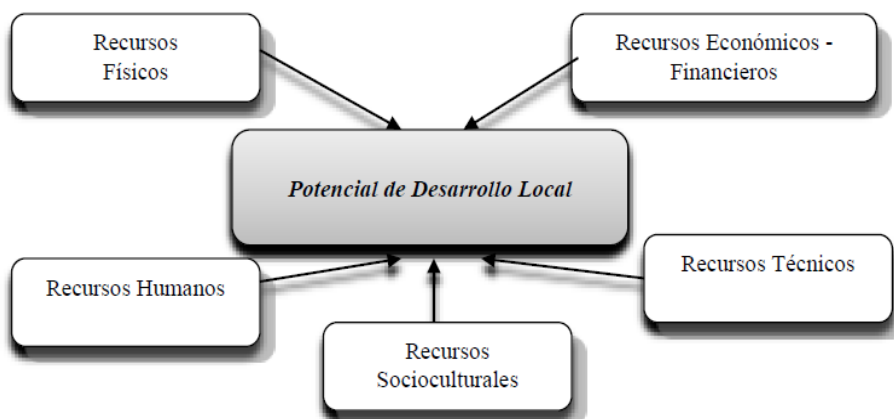 Recursos
Físicos
Recursos Económicos -
Financieros
Potencial de Desarrollo Local
Recursos Humanos
Recursos Técnicos
Recursos
Socioculturales